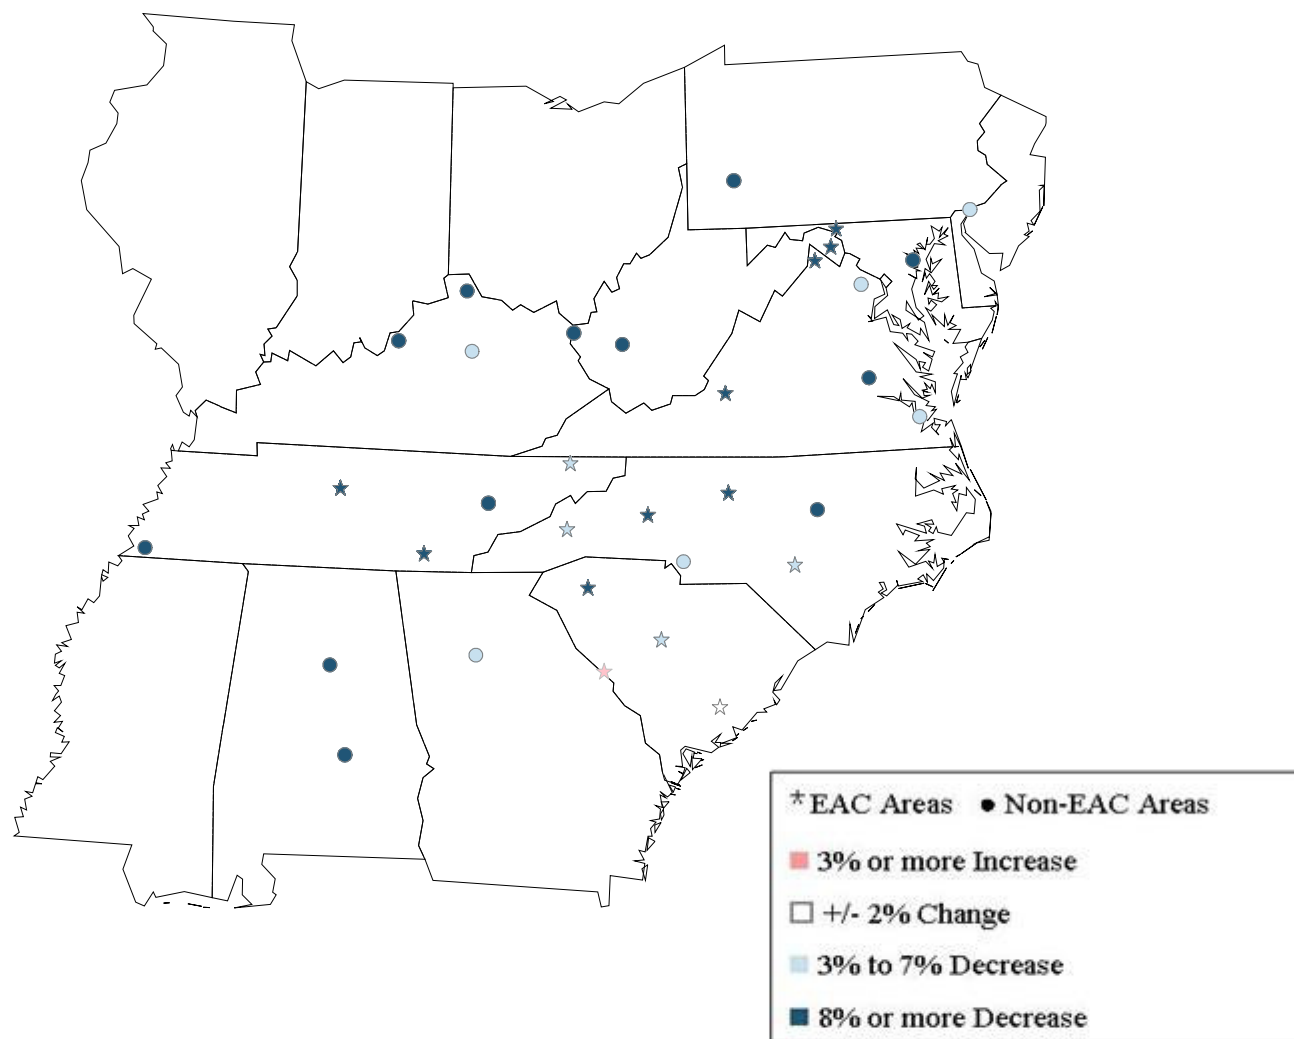 * EAC Areas ● Non-EAC Areas
3% or more Increase
+/- 2% Change
3% to 7% Decrease
8% or more Decrease